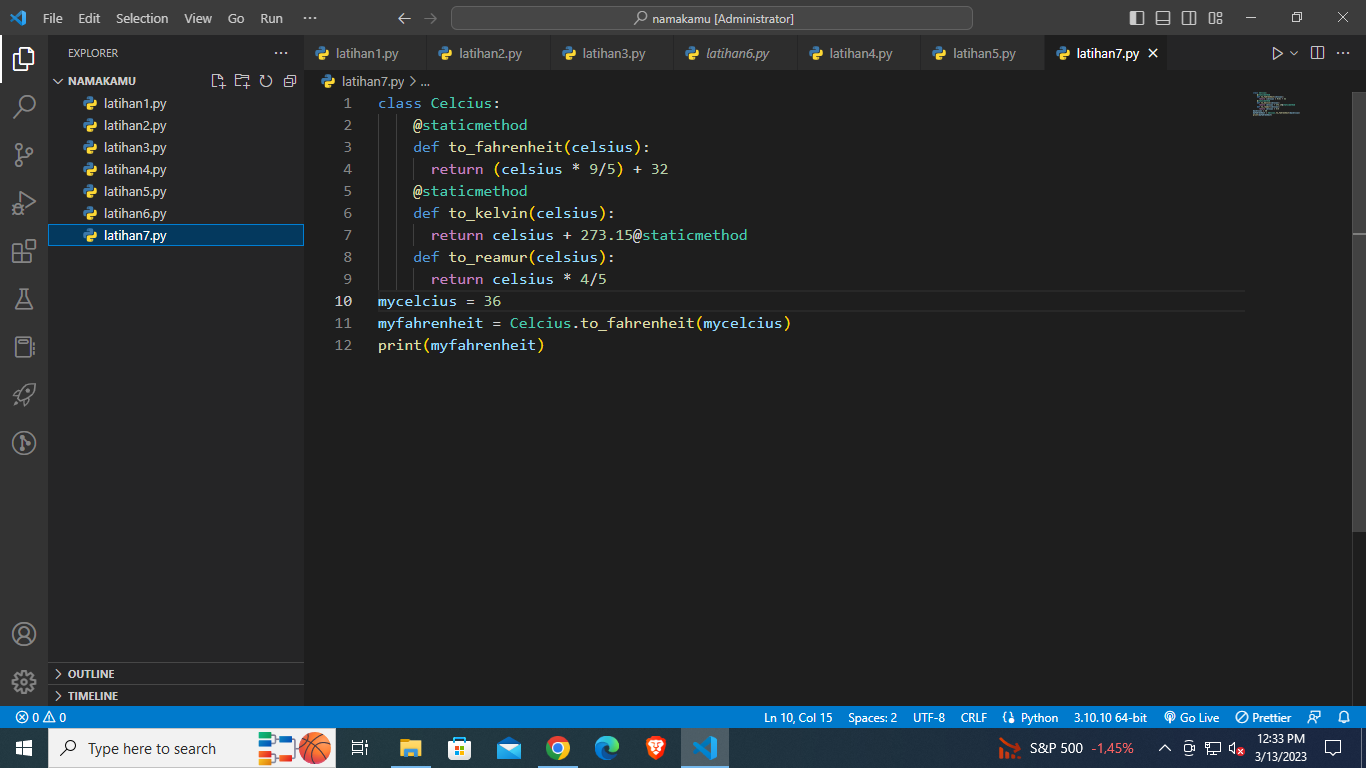 File Edit Selection View Go Run ···
namakamu [Administrator]
EXPLORER
NAMAKAMU
latihan1.py
latihan2.py
latihan3.py
latihan4.py
latihan5.py
latihan6.py
latihan7.py
OUTLINE
TIMELINE
latihan1.py latihan2.py latihan3.py latihan6.py latihan4.py latihan5.py latihan7.py
latihan7.py > ...
1 class Celcius:
2 @staticmethod
3 def to_fahrenheit(celsius):
4 return (celsius * 9/5) + 32
5 @staticmethod
6 def to_kelvin(celsius):
7 return celsius + 273.15@staticmethod
8 def to_reamur(celsius):
9 return celsius * 4/5
10 mycelcius = 36
11 myfahrenheit = Celcius.to_fahrenheit(mycelcius)
12 print(myfahrenheit)
0 0 Ln 10, Col 15 Spaces: 2 UTF-8 CRLF Python 3.10.10 64-bit Go Live Prettier
Type here to search
S&P 500 -1,45%
12:33 PM
3/13/2023